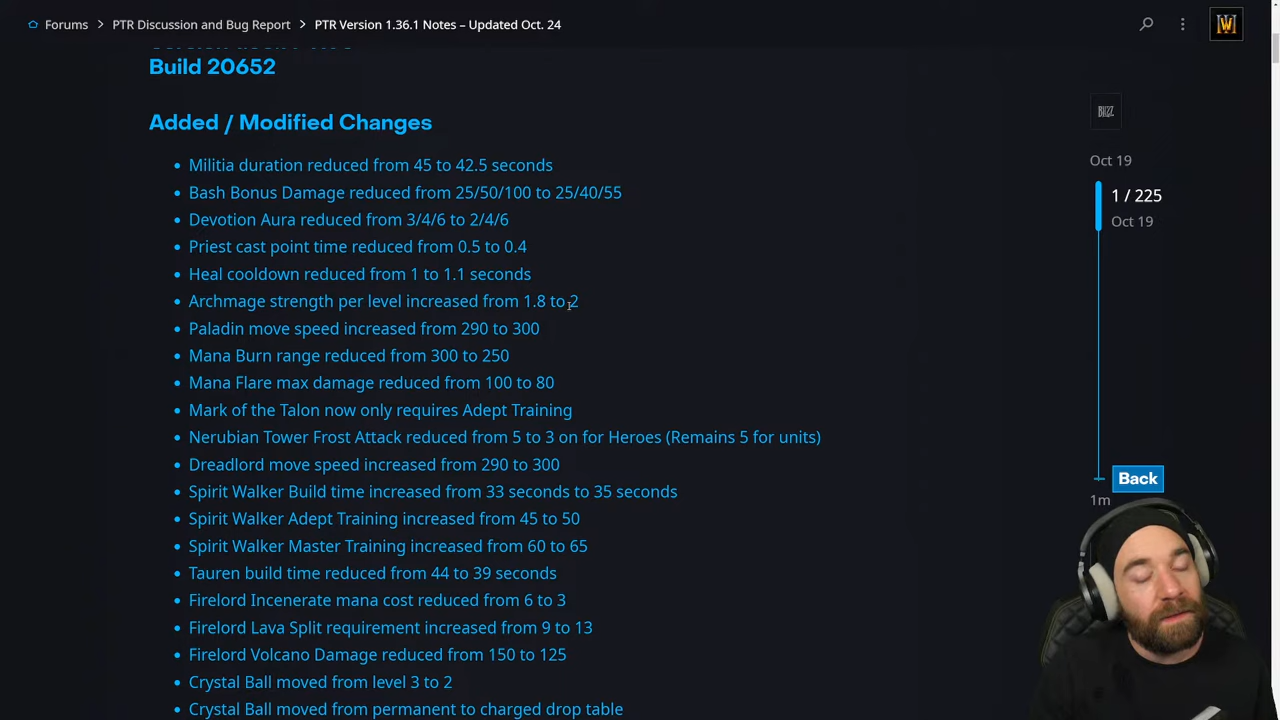 Forums > PTR Discussion and Bug Report > PTR Version 1.36.1 Notes – Updated Oct. 24
Build 20652
Added / Modified Changes
• Militia duration reduced from 45 to 42.5 seconds
• Bash Bonus Damage reduced from 25/50/100 to 25/40/55
• Devotion Aura reduced from 3/4/6 to 2/4/6
• Priest cast point time reduced from 0.5 to 0.4
• Heal cooldown reduced from 1 to 1.1 seconds
• Archmage strength per level increased from 1.8 to 2
• Paladin move speed increased from 290 to 300
• Mana Burn range reduced from 300 to 250
• Mana Flare max damage reduced from 100 to 80
• Mark of the Talon now only requires Adept Training
• Nerubian Tower Frost Attack reduced from 5 to 3 on for Heroes (Remains 5 for units)
• Dreadlord move speed increased from 290 to 300
• Spirit Walker Build time increased from 33 seconds to 35 seconds
• Spirit Walker Adept Training increased from 45 to 50
• Spirit Walker Master Training increased from 60 to 65
• Tauren build time reduced from 44 to 39 seconds
• Firelord Incenerate mana cost reduced from 6 to 3
• Firelord Lava Split requirement increased from 9 to 13
• Firelord Volcano Damage reduced from 150 to 125
• Crystal Ball moved from level 3 to 2
• Crystal Ball moved from permanent to charged drop table
BUZZ
Oct 19
1 / 225
Oct 19
Back
1m